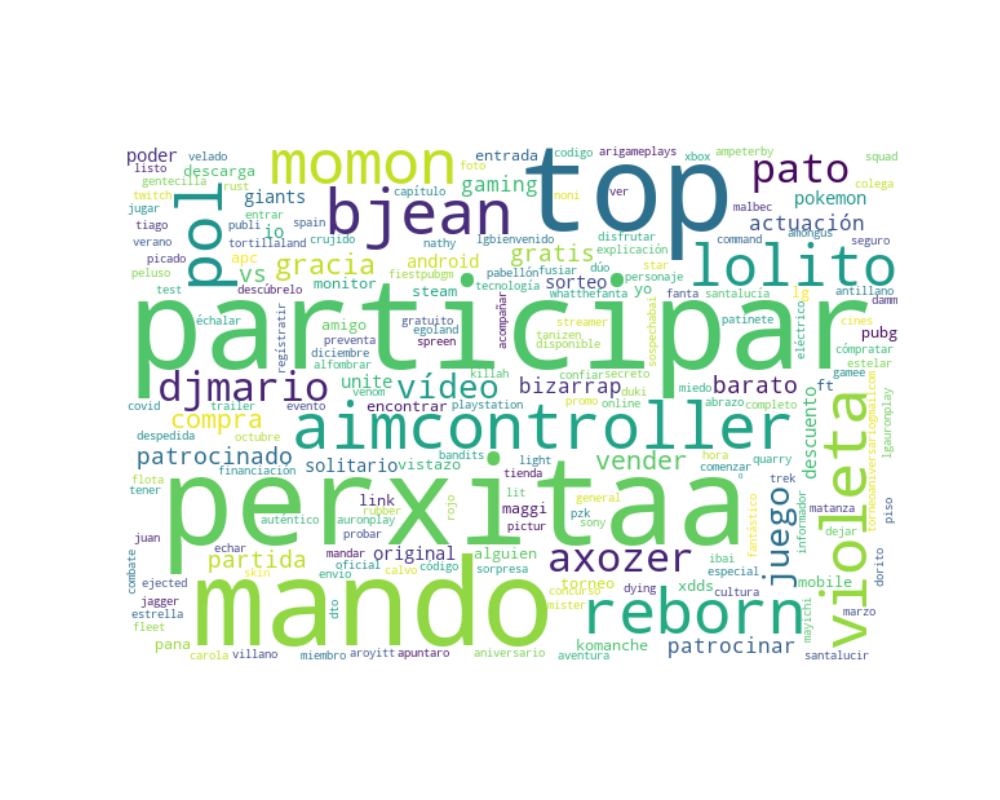 poder
velado
momon
entrada
codigo
arigameplays
xbox
ampeterby
squad
listo
descarga
foto
top
pato
colega
gentecilla
pol
giants
bjean
capítulo
gaming
noni
ver
pokemon
twitch
rust
malbec
jugar
publi
entrar
spain
actuación
tiago
io
crujido
nathy
lgbienvenido
disfrutar
command
amongus
verano
tortillaland
gratis
explicación
seguro
picado
apc
gracia
android
pabellón
fusiar
dúo
star
lolito
peluso
vs
descúbrelo
monitor
fiestpubgm
tecnología
sorteo
personaje
antillano
test
steam
whatthefanta
yo
fanta
santalucía
lg
damm
participar
échalar
registratir
amigo
gratuito
egoland
acompañar
streamer
sospechabai
patinete
eléctrico
cines
pubg
preventa
spreen
tanizen
disponible
cómpratar
diciembre
alfombrar
estelar
djmario
unite
killah
vídeo
confiar
secreto
bizarrap
duki
miedo
barato
ft
gamee
venom
covid
trailer
evento
encontrar
playstation
promo
online
abrazo
completo
compra
aimcontroller
descuento
violeta
torneoaniversariogmailcom
lgauronplay
despedida
octubre
bandits
hora
patrocinado
financiacion
solitario
vistazo
light
vender
comenzar
quarry
flota
tienda
o
trek
tener
perxitaa
link
lit
general
informador
matanza
piso
auténtico
rubber
rojo
maggi
fantástico
auronplay
pictur
pzk
sony
juan
probar
juego
dejar
combate
echar
mandar
original
alguien
axozer
ibai
dorito
partida
oficial
código
sorpresa
especial
ejected
skin
envio
calvo
torneo
dying
xdds
cultura
mobile
jagger
mando
concurso
estrella
dto
mister
reborn
mayichi
marzo
fleet
pana
komanche
patrocinar
carola
villano
miembro
aroyitt
apuntaro
aniversario
aventura
santalucir